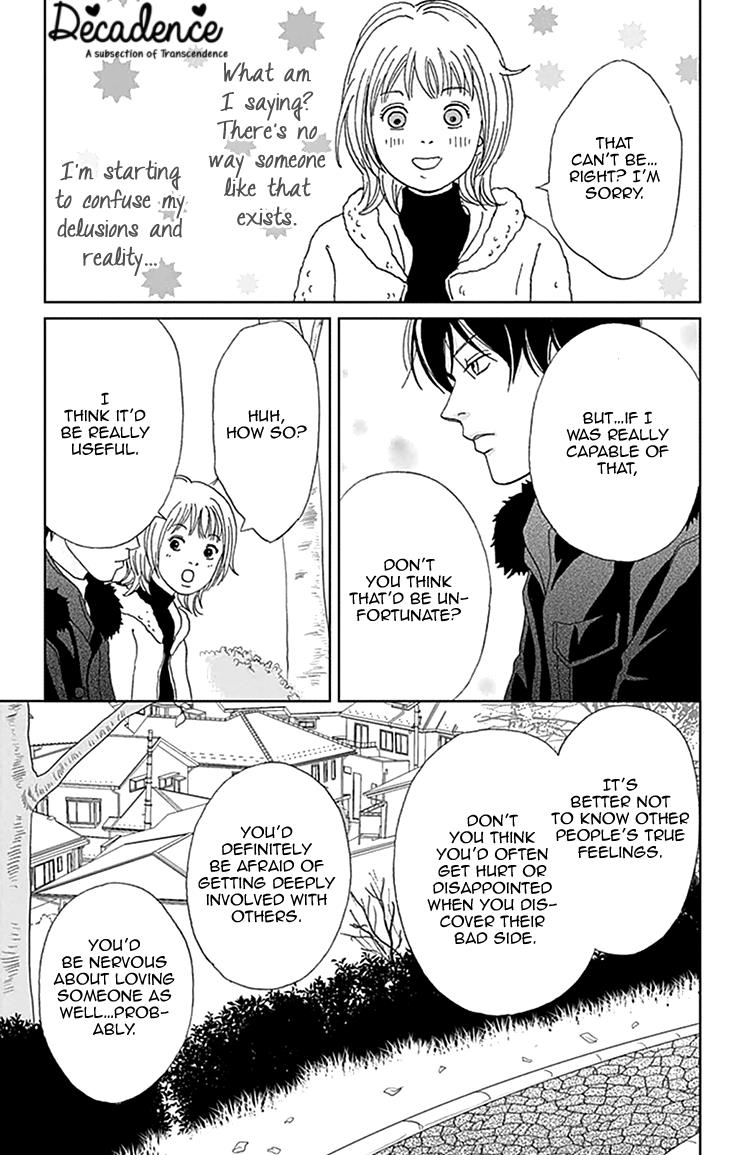 Decadence
A subsection of Transcendence
THAT
CAN'T BE...
RIGHT? I'M
SORRY.
What am
I saying?
There's no
way someone
like that
exists.
I'm starting
to confuse my
delusions and
reality...
BUT...IF I
WAS REALLY
CAPABLE OF
THAT,
DON'T
YOU THINK
THAT'D BE UN-
FORTUNATE?
HUH,
HOW SO?
I
THINK IT'D
BE REALLY
USEFUL.
IT'S
BETTER NOT
TO KNOW OTHER
PEOPLE'S TRUE
FEELINGS.
DON'T
YOU THINK
YOU'D OFTEN
GET HURT OR
DISAPPOINTED
WHEN YOU DIS-
COVER THEIR
BAD SIDE.
YOU'D
DEFINITELY
BE AFRAID OF
GETTING DEEPLY
INVOLVED WITH
OTHERS.
YOU'D
BE NERVOUS
ABOUT LOVING
SOMEONE AS
WELL...PROB-
ABLY.